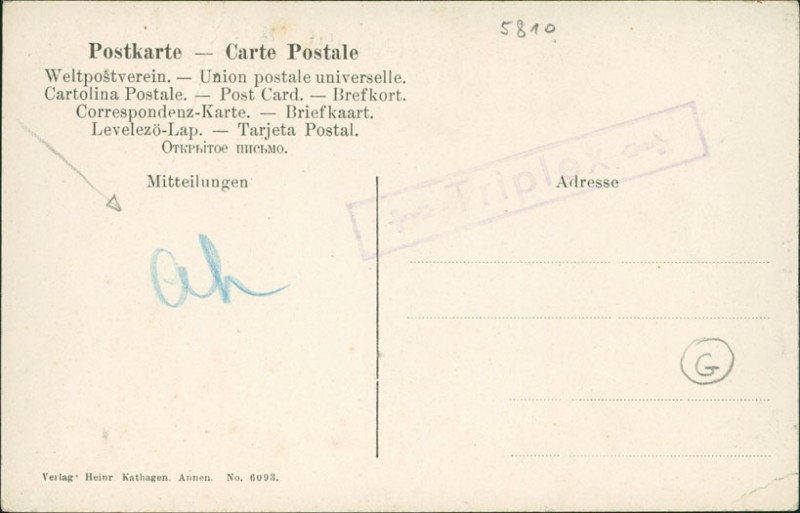 5810
Postkarte — Carte Postale
Weltpostverein. — Union postale universelle.
Cartolina Postale. — Post Card. — Brefkort.
Correspondenz-Karte. — Briefkaart.
Levelezö-Lap. — Tarjeta Postal.
Открытое письмо.
Mitteilungen
Triplex
Adresse
G
Verlag: Heinr Kathagen. Annen. No. 6093.